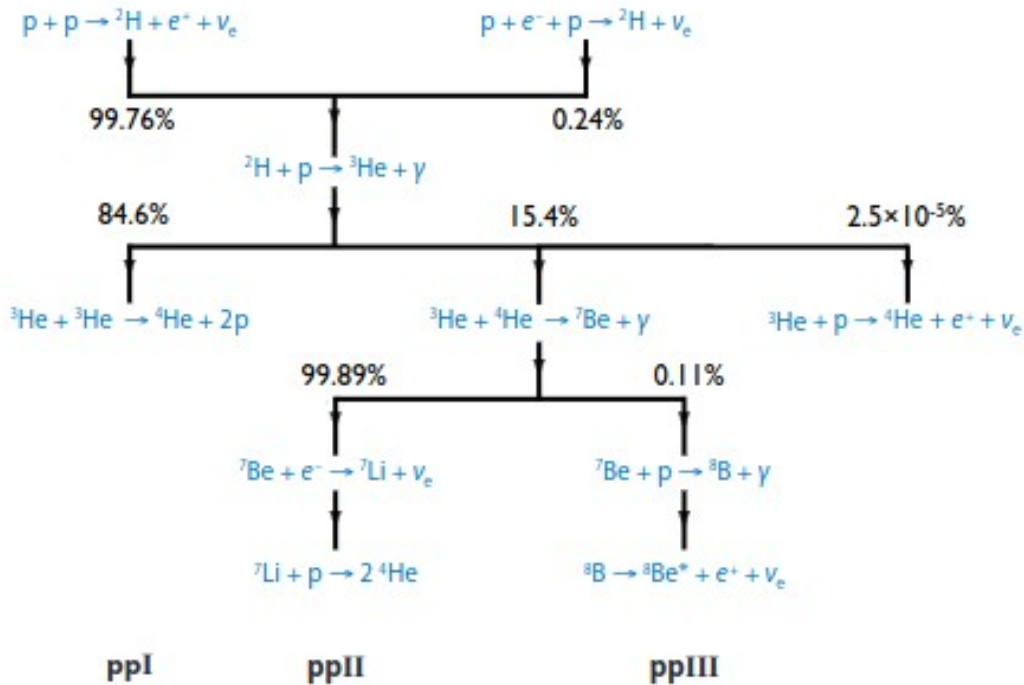 p + p → ²H + e⁺ + νₑ
p + e⁻ + p → ²H + νₑ
99.76%
0.24%
²H + p → ³He + γ
84.6%
15.4%
2.5×10⁻⁵%
³He + ³He → ⁴He + 2p
³He + ⁴He → ⁷Be + γ
³He + p → ⁴He + e⁺ + νₑ
99.89%
0.11%
⁷Be + e⁻ → ⁷Li + νₑ
⁷Be + p → ⁸B + γ
⁷Li + p → 2 ⁴He
⁸B → ⁸Be* + e⁺ + νₑ
ppI
ppII
ppIII